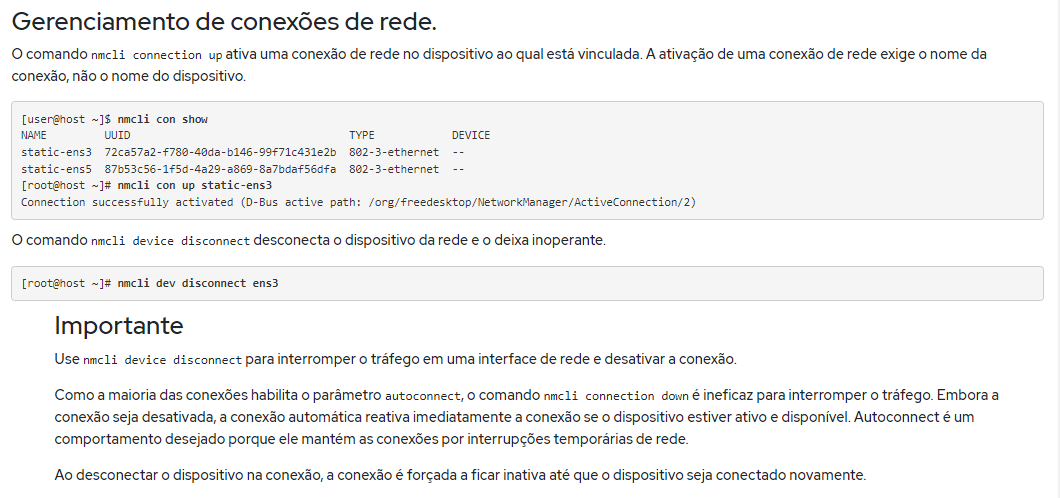 Gerenciamento de conexões de rede.
O comando nmcli connection up ativa uma conexão de rede no dispositivo ao qual está vinculada. A ativação de uma conexão de rede exige o nome da
conexão, não o nome do dispositivo.
[user@host ~]$ nmcli con show
NAME        UUID                                  TYPE            DEVICE
static-ens3  72ca57a2-f780-40da-b146-99f71c431e2b  802-3-ethernet  --
static-ens5  87b53c56-1f5d-4a29-a869-8a7bdaf56dfa  802-3-ethernet  --
[root@host ~]# nmcli con up static-ens3
Connection successfully activated (D-Bus active path: /org/freedesktop/NetworkManager/ActiveConnection/2)
O comando nmcli device disconnect desconecta o dispositivo da rede e o deixa inoperante.
[root@host ~]# nmcli dev disconnect ens3
Importante
Use nmcli device disconnect para interromper o tráfego em uma interface de rede e desativar a conexão.
Como a maioria das conexões habilita o parâmetro autoconnect, o comando nmcli connection down é ineficaz para interromper o tráfego. Embora a
conexão seja desativada, a conexão automática reativa imediatamente a conexão se o dispositivo estiver ativo e disponível. Autoconnect é um
comportamento desejado porque ele mantém as conexões por interrupções temporárias de rede.
Ao desconectar o dispositivo na conexão, a conexão é forçada a ficar inativa até que o dispositivo seja conectado novamente.